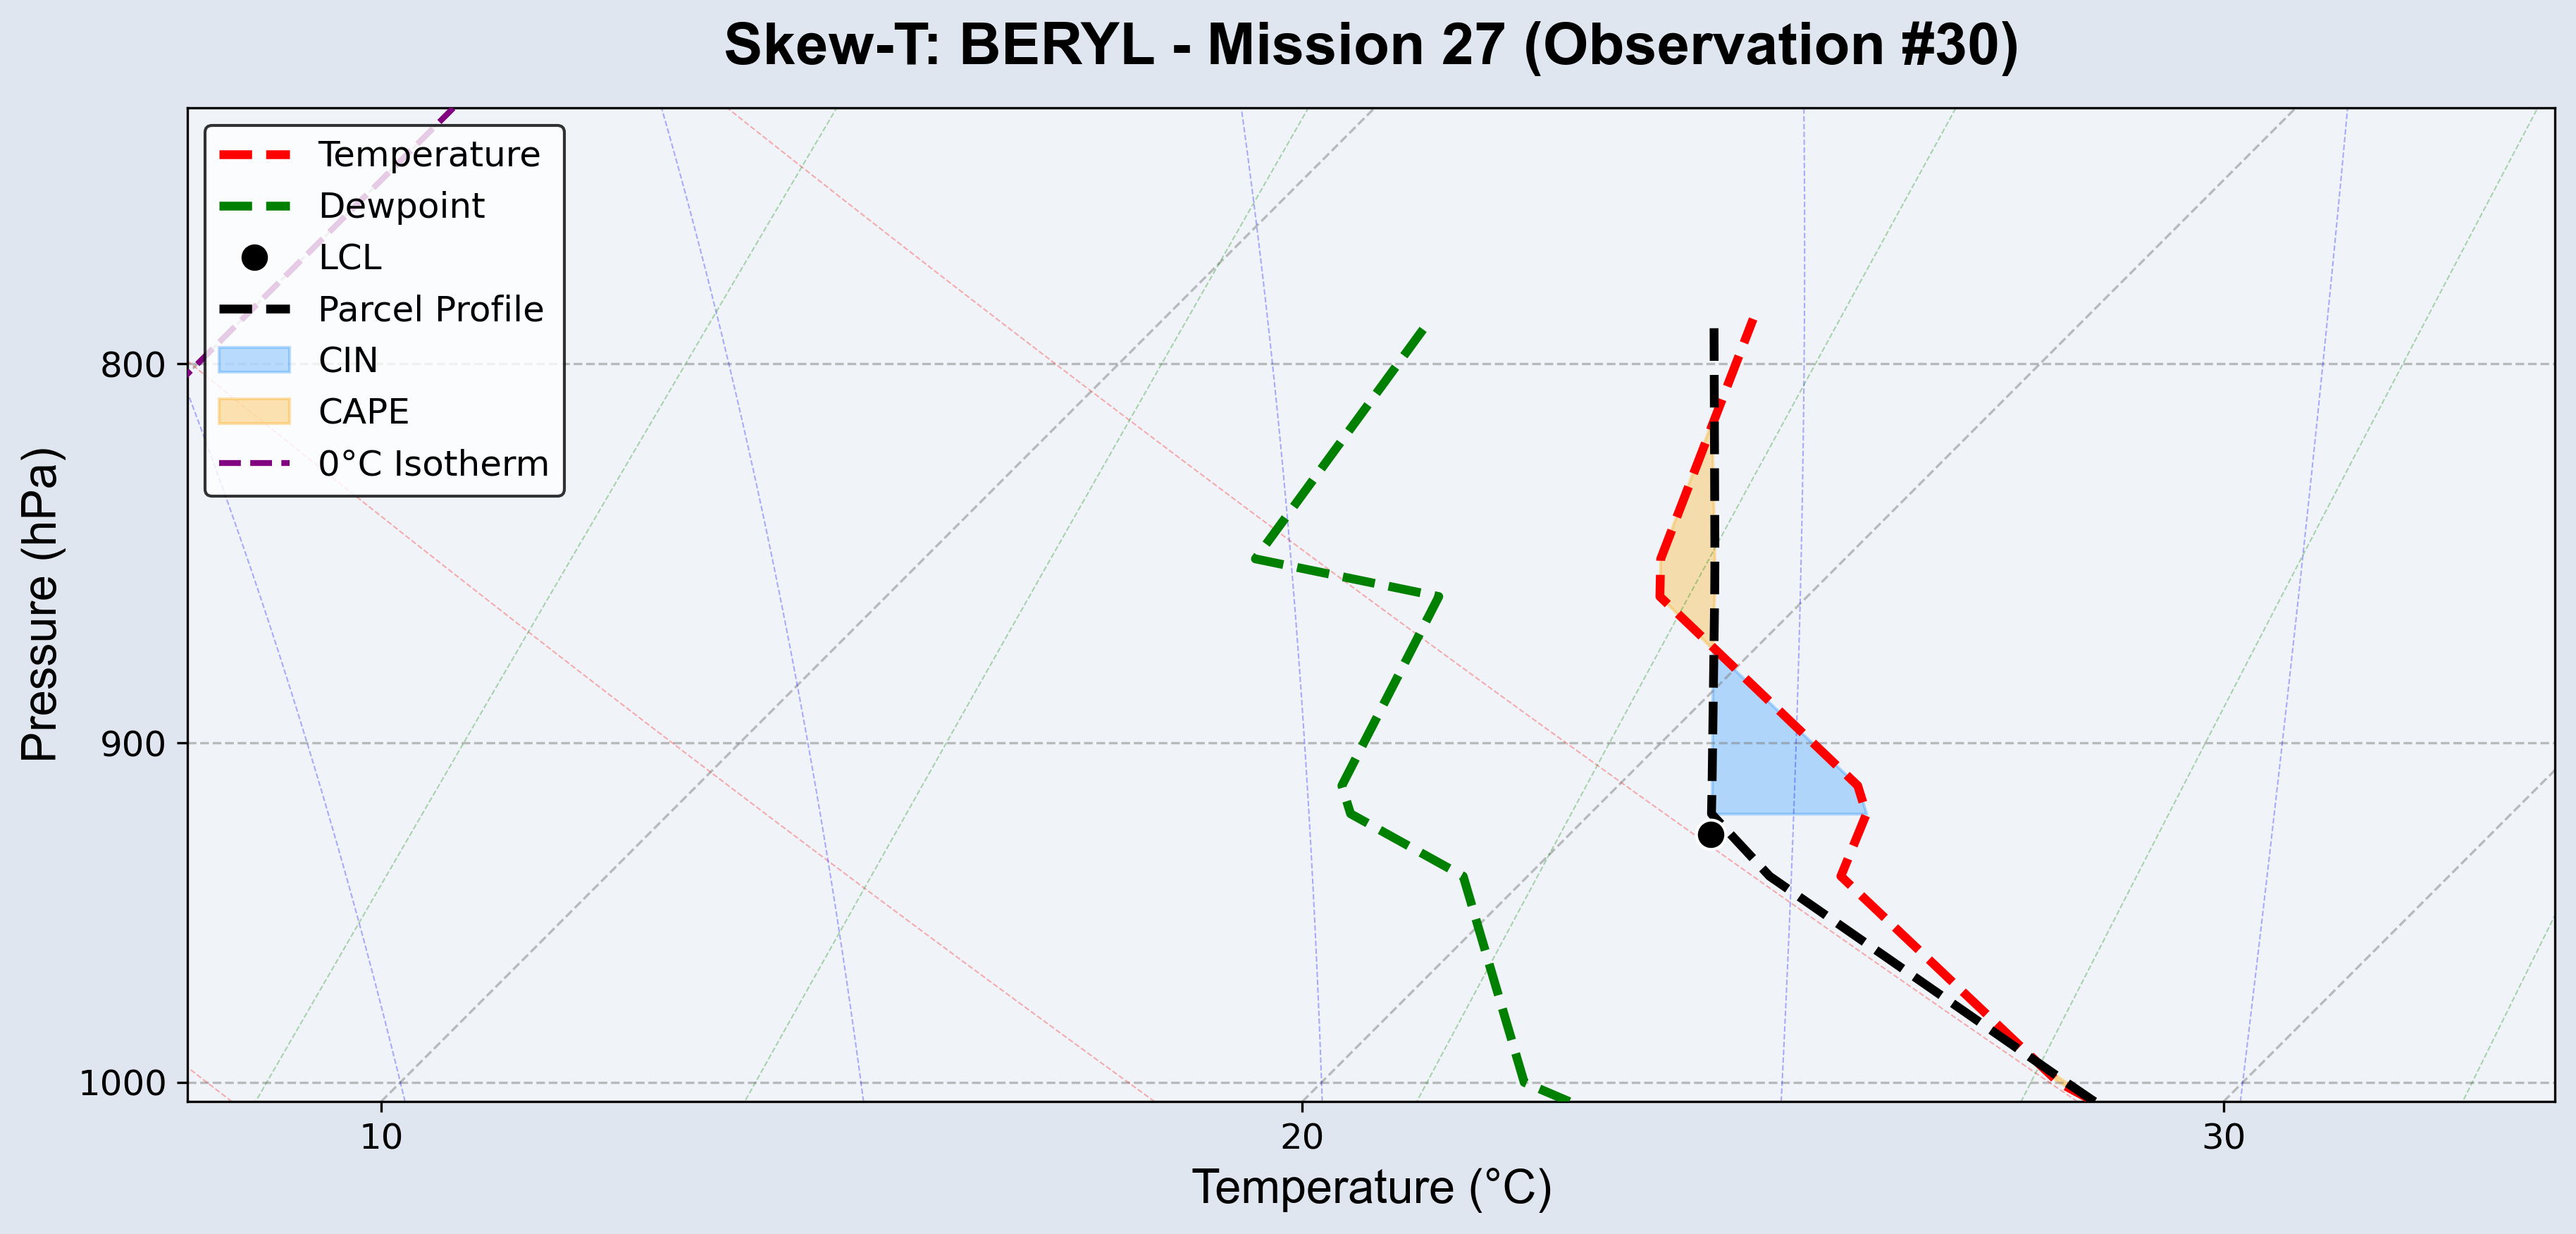 Skew-T: BERYL - Mission 27 (Observation #30)
Temperature
Dewpoint
LCL
Parcel Profile
CIN
CAPE
0°C Isotherm
Pressure (hPa)
800
900
1000
10 20 30
Temperature (°C)